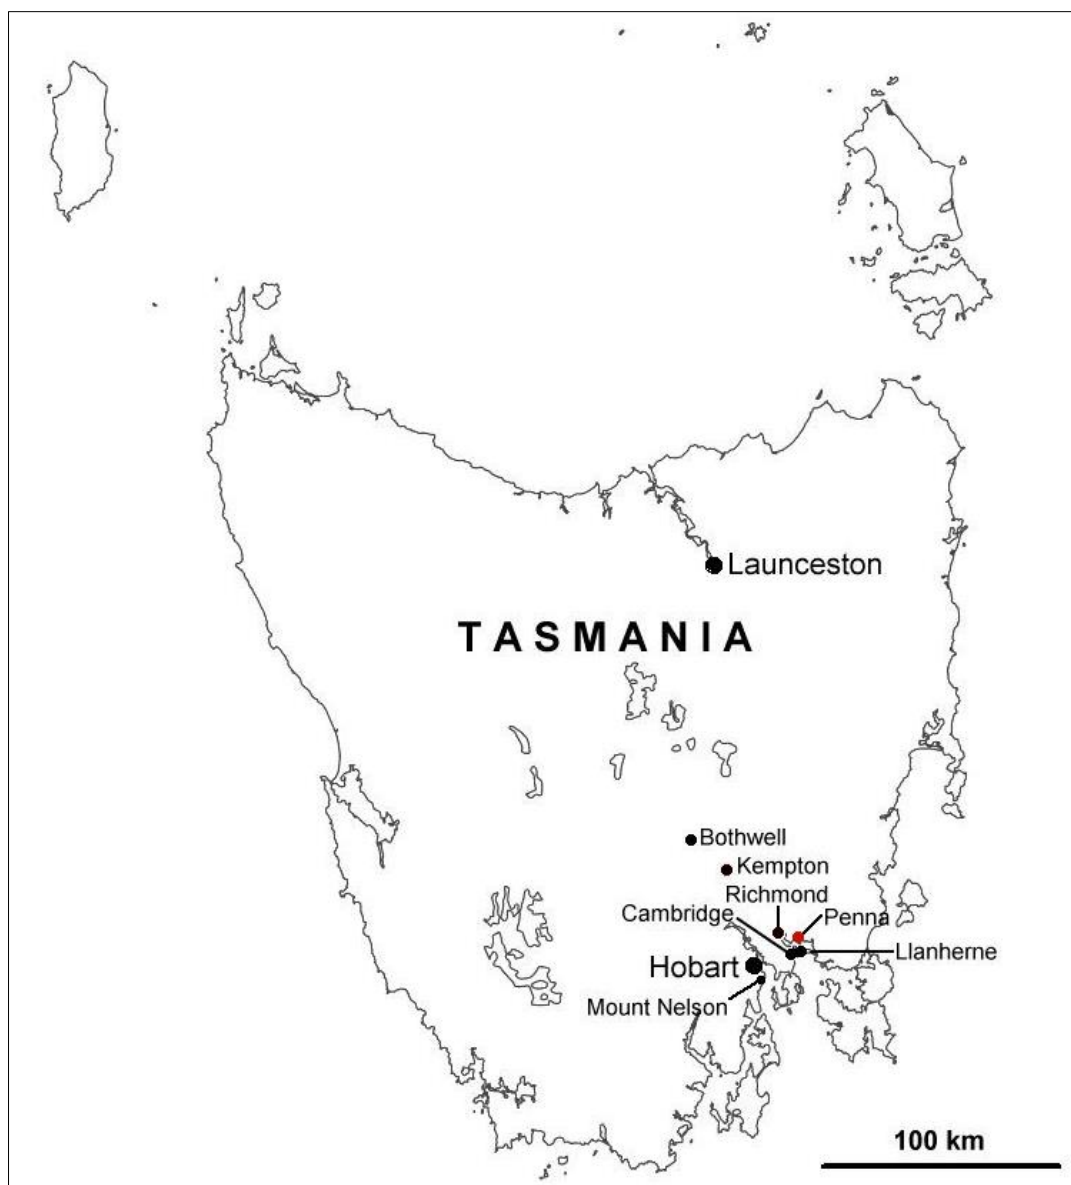 Launceston
TASMANIA
Bothwell
Kempton
Richmond
Cambridge
Penna
Llanherne
Hobart
Mount Nelson
100 km